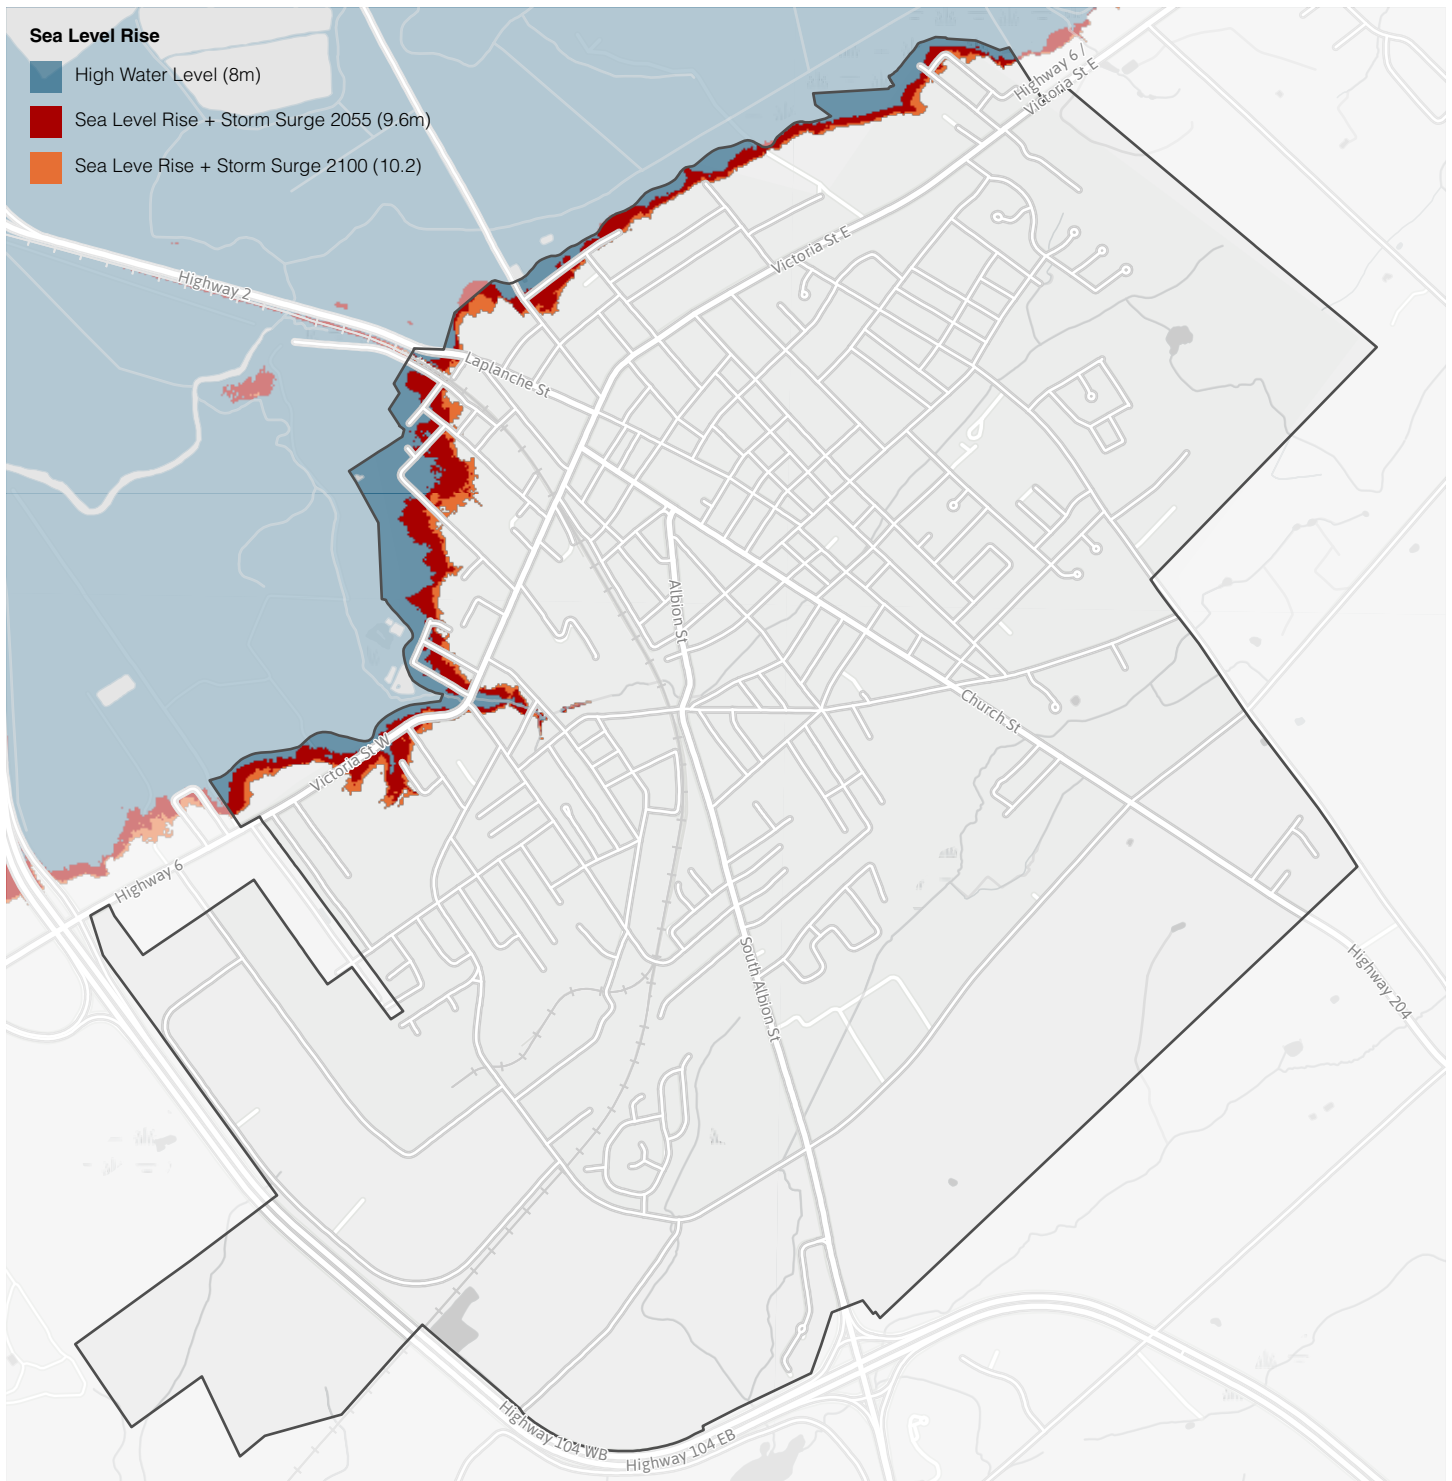 Sea Level Rise
High Water Level (8m)
Sea Level Rise + Storm Surge 2055 (9.6m)
Sea Leve Rise + Storm Surge 2100 (10.2)
Highway 6 /
Victoria St E
Victoria St E
Highway 2
Laplanche St
Albion St
Church St
Victoria St W
Highway 6
South Albion St
Highway 204
Highway 104 WB
Highway 104 EB